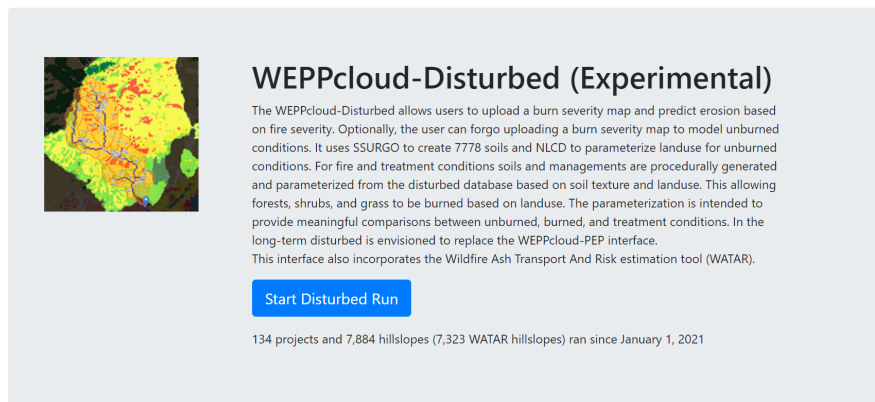 WEPPcloud-Disturbed (Experimental)
The WEPPcloud-Disturbed allows users to upload a burn severity map and predict erosion based
on fire severity. Optionally, the user can forgo uploading a burn severity map to model unburned
conditions. It uses SSURGO to create 7778 soils and NLCD to parameterize landuse for unburned
conditions. For fire and treatment conditions soils and managements are procedurally generated
and parameterized from the disturbed database based on soil texture and landuse. This allowing
forests, shrubs, and grass to be burned based on landuse. The parameterization is intended to
provide meaningful comparisons between unburned, burned, and treatment conditions. In the
long-term disturbed is envisioned to replace the WEPPcloud-PEP interface.
This interface also incorporates the Wildfire Ash Transport And Risk estimation tool (WATAR).
Start Disturbed Run
134 projects and 7,884 hillslopes (7,323 WATAR hillslopes) ran since January 1, 2021